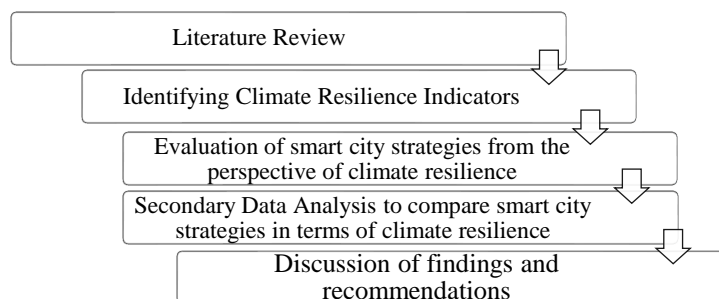 Literature Review
Identifying Climate Resilience Indicators
Evaluation of smart city strategies from the
perspective of climate resilience
Secondary Data Analysis to compare smart city
strategies in terms of climate resilience
Discussion of findings and
recommendations